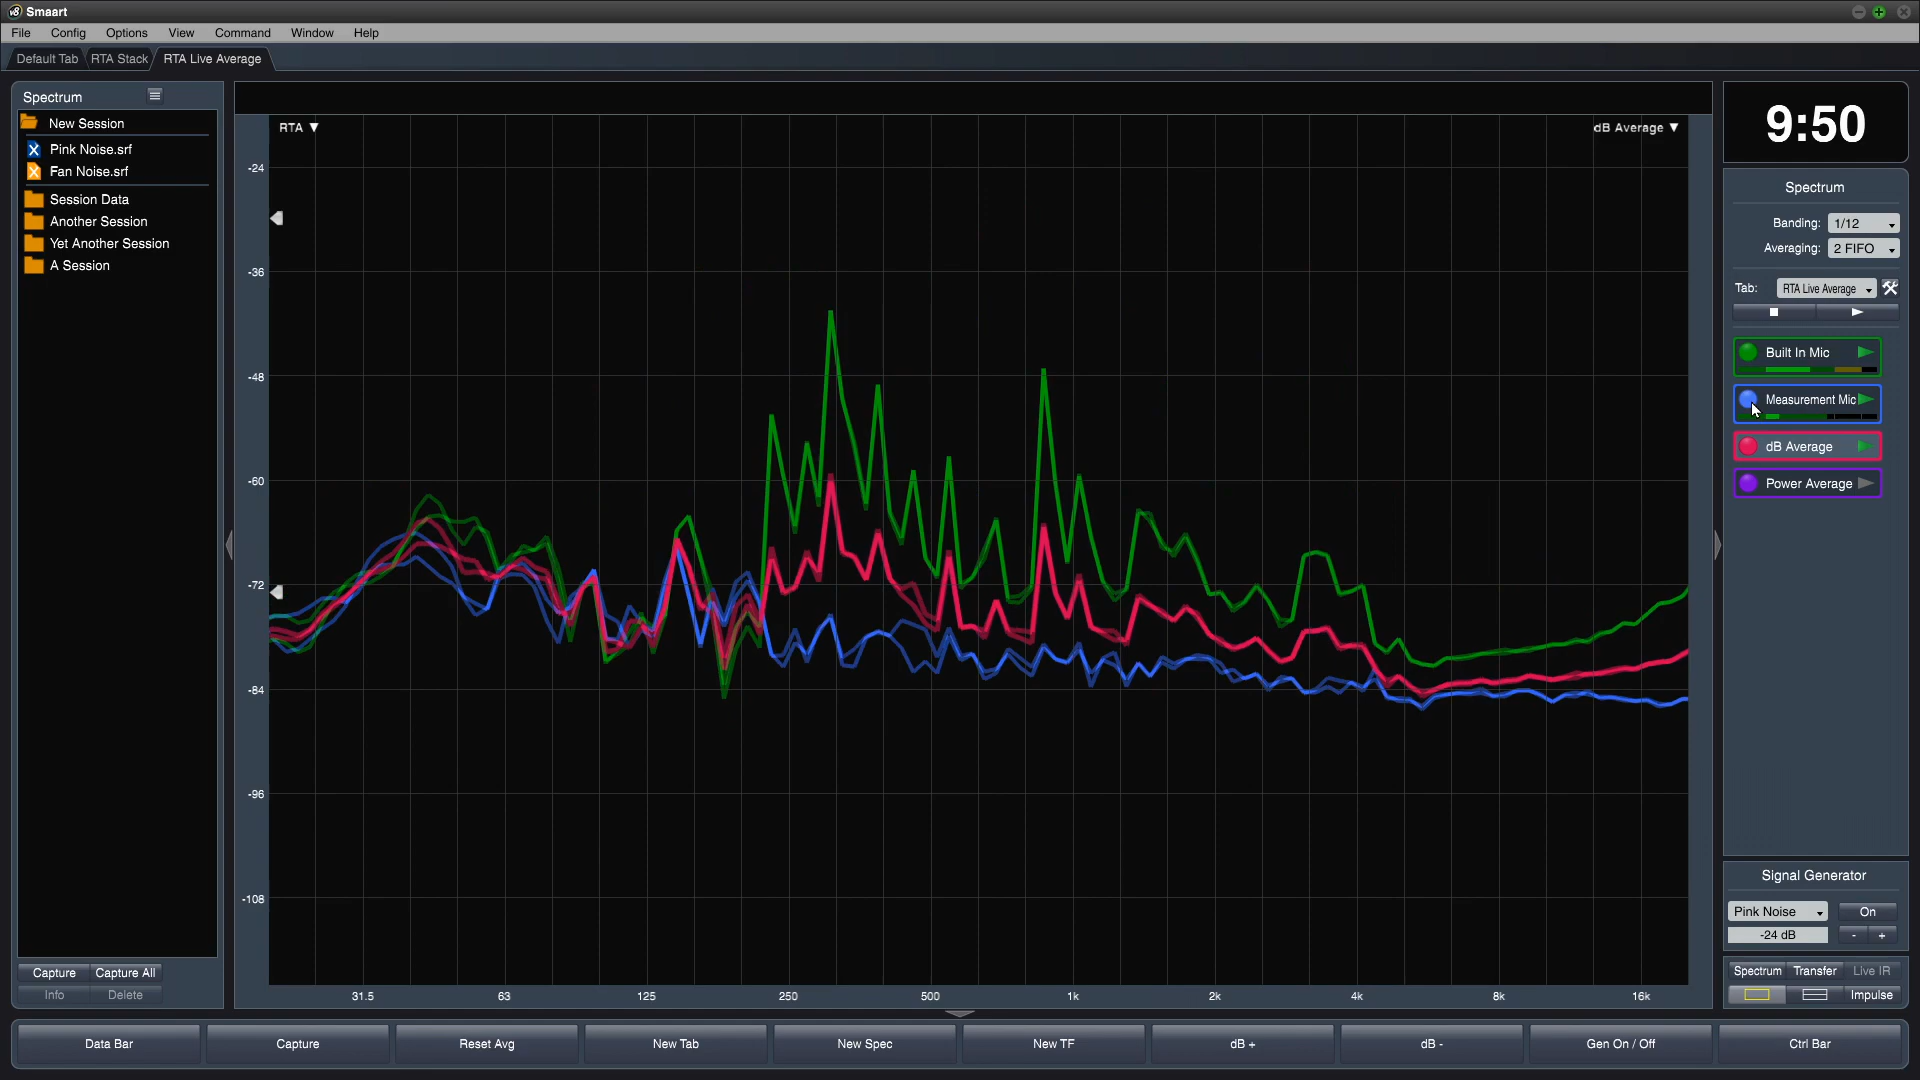 v8 Smaart
File Config Options View Command Window Help
Default Tab RTA Stack RTA Live Average
Spectrum
New Session
Pink Noise.srf
Fan Noise.srf
Session Data
Another Session
Yet Another Session
A Session
Capture Capture All
Info Delete
RTA ▼ dB Average ▼
-24
-36
-48
-60
-72
-84
-96
-108
31.5 63 125 250 500 1k 2k 4k 8k 16k
9:50
Spectrum
Banding: 1/12
Averaging: 2 FIFO
Tab: RTA Live Average
Built In Mic
Measurement Mic
dB Average
Power Average
Signal Generator
Pink Noise On
-24 dB - +
Spectrum Transfer Live IR
Impulse
Data Bar Capture Reset Avg New Tab New Spec New TF dB + dB - Gen On / Off Ctrl Bar